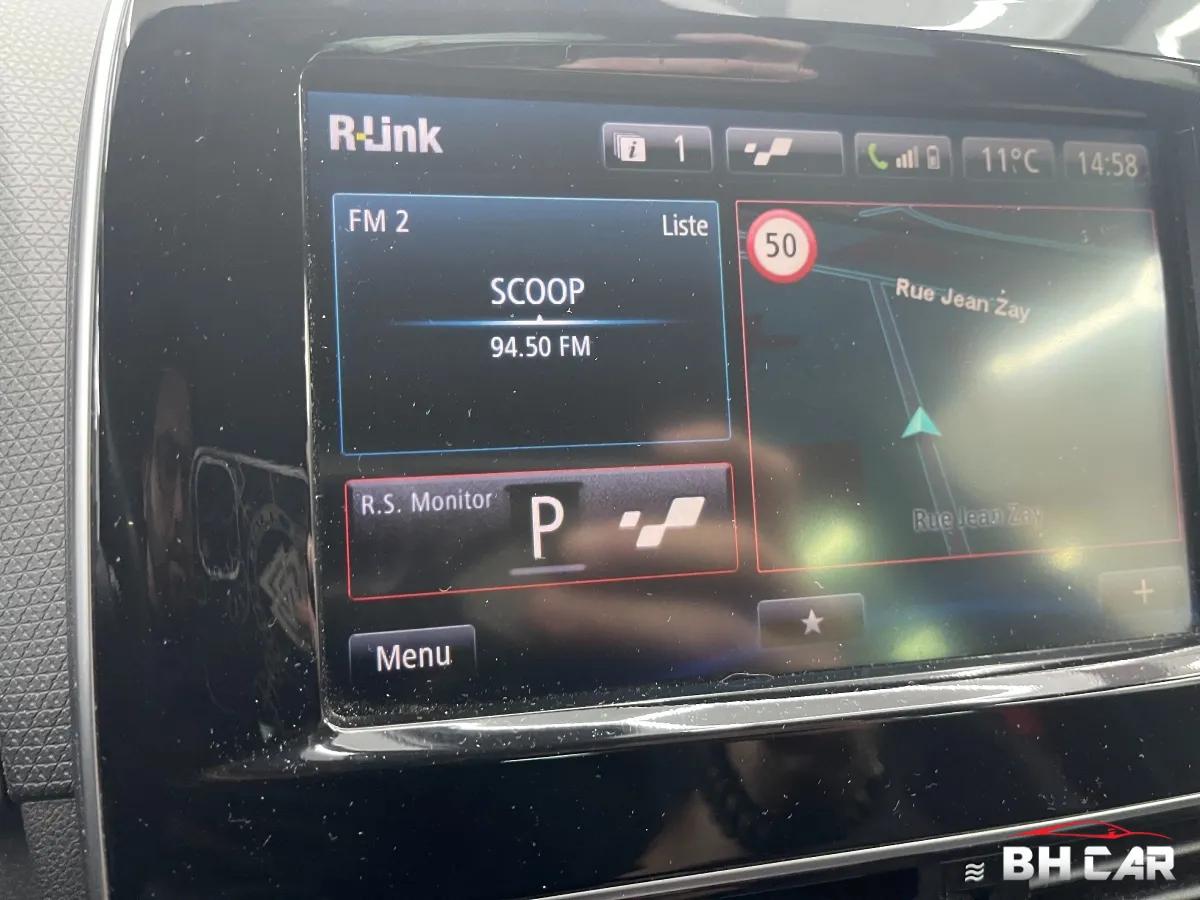 R-Link
1
11°C
14:58
FM 2
Liste
SCOOP
94.50 FM
50
Rue Jean Zay
R.S. Monitor
P
Rue Jean Zay
Menu
BH CAR